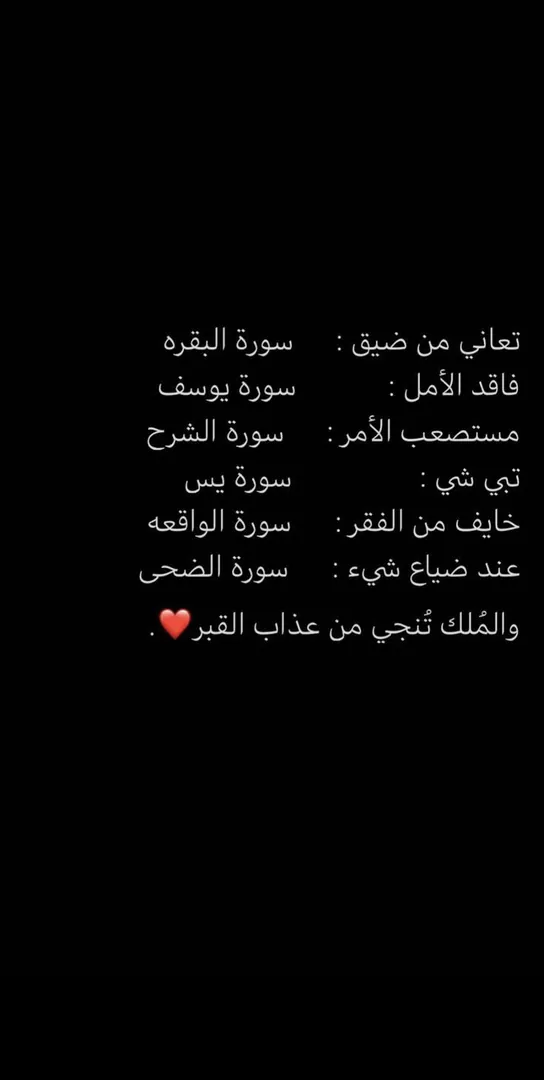 تعاني من ضيق : سورة البقره
فاقد الأمل : سورة يوسف
مستصعب الأمر : سورة الشرح
تبي شي : سورة يس
خايف من الفقر : سورة الواقعه
عند ضياع شيء : سورة الضحى
والمُلك تُنجي من عذاب القبر❤️.